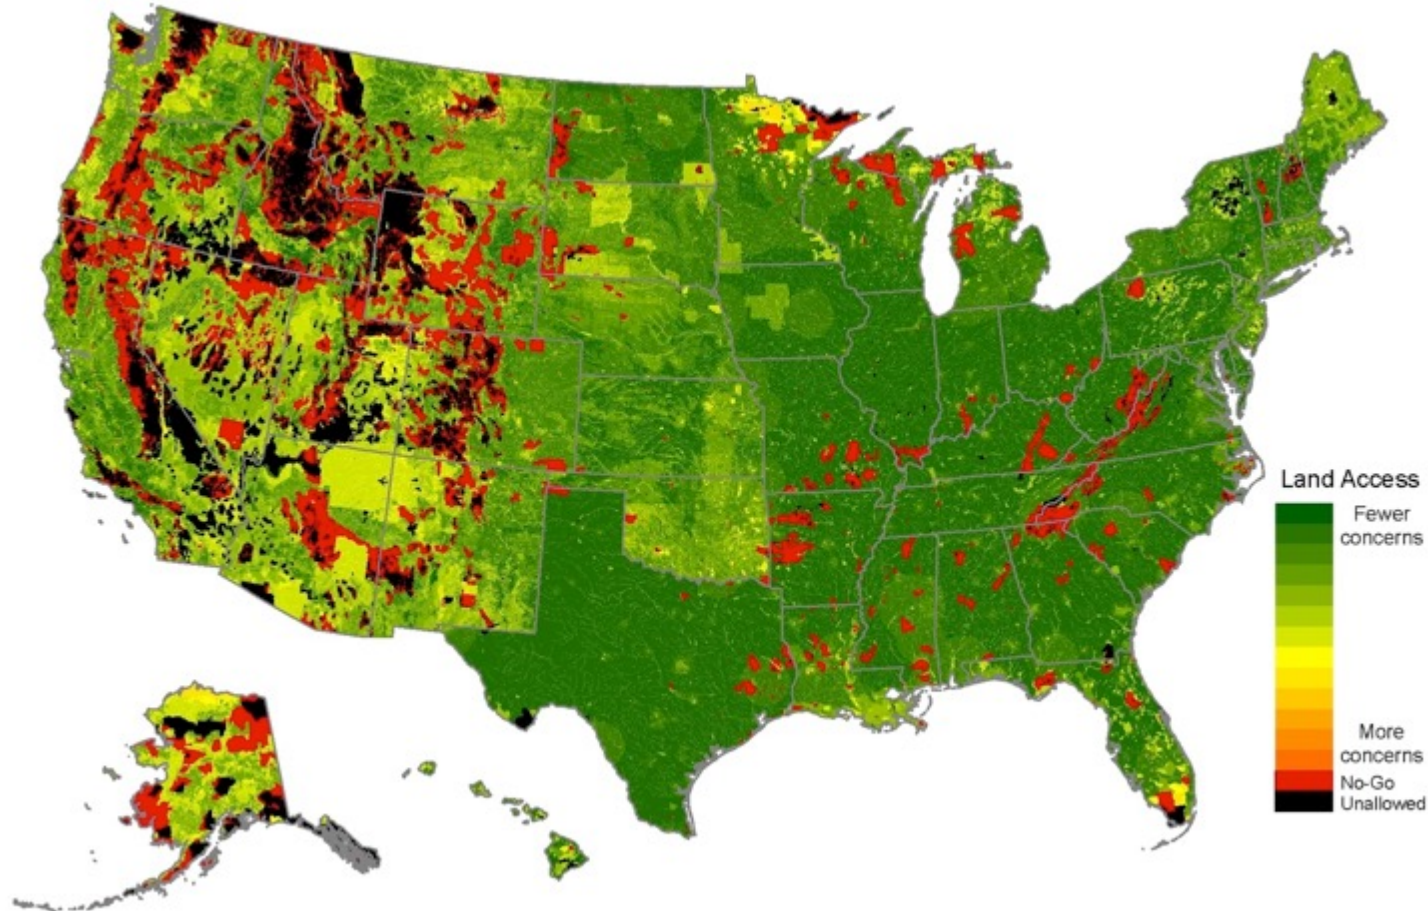 Land Access
Fewer
concerns
More
concerns
No-Go
Unallowed